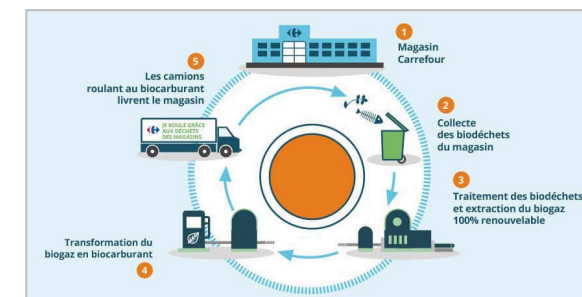 1
Magasin
Carrefour
2
Collecte
des biodéchets
du magasin
3
Traitement des biodéchets
et extraction du biogaz
100% renouvelable
Transformation du
biogaz en biocarburant
4
5
Les camions
roulant au biocarburant
livrent le magasin
JE ROULE GRÂCE
AUX DÉCHETS
DES MAGASINS